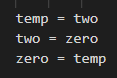 temp = two
two = zero
zero = temp